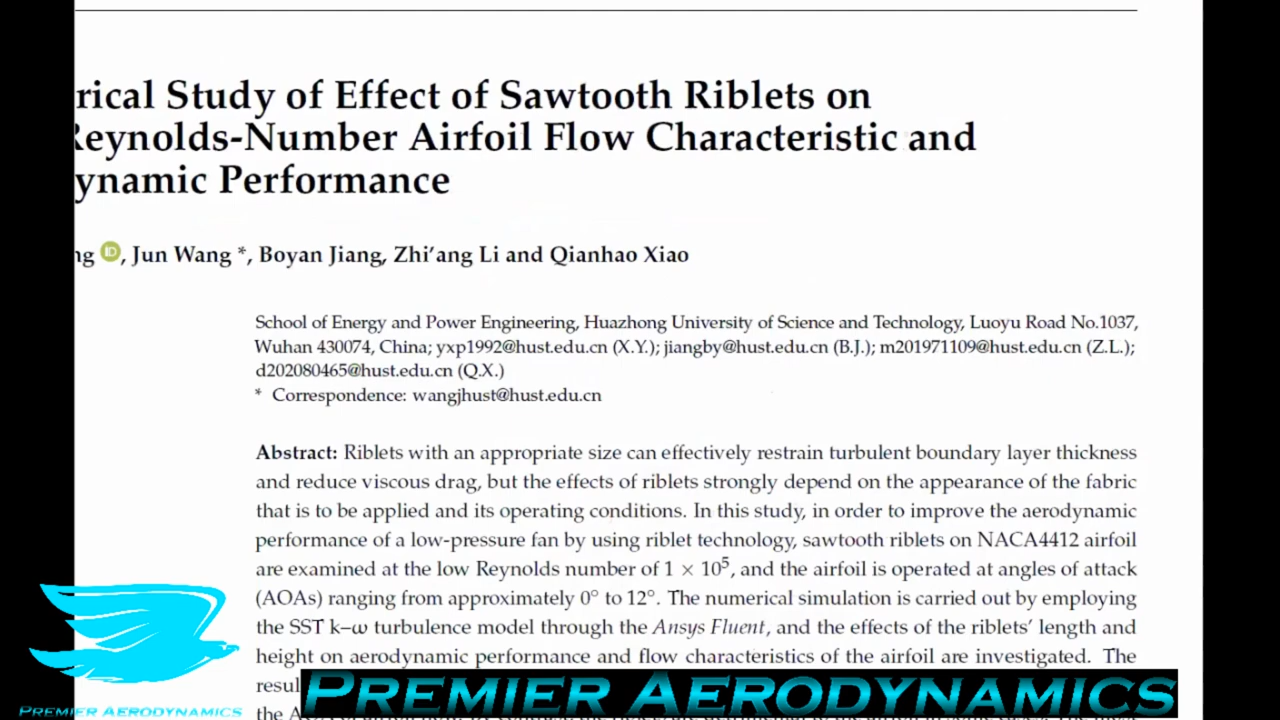 rical Study of Effect of Sawtooth Riblets on
Reynolds-Number Airfoil Flow Characteristic and
ynamic Performance
ng iD, Jun Wang *, Boyan Jiang, Zhi'ang Li and Qianhao Xiao
School of Energy and Power Engineering, Huazhong University of Science and Technology, Luoyu Road No.1037,
Wuhan 430074, China; yxp1992@hust.edu.cn (X.Y.); jiangby@hust.edu.cn (B.J.); m201971109@hust.edu.cn (Z.L.);
d202080465@hust.edu.cn (Q.X.)
* Correspondence: wangjhust@hust.edu.cn
Abstract: Riblets with an appropriate size can effectively restrain turbulent boundary layer thickness
and reduce viscous drag, but the effects of riblets strongly depend on the appearance of the fabric
that is to be applied and its operating conditions. In this study, in order to improve the aerodynamic
performance of a low-pressure fan by using riblet technology, sawtooth riblets on NACA4412 airfoil
are examined at the low Reynolds number of 1 × 10⁵, and the airfoil is operated at angles of attack
(AOAs) ranging from approximately 0° to 12°. The numerical simulation is carried out by employing
the SST k–ω turbulence model through the Ansys Fluent, and the effects of the riblets' length and
height on aerodynamic performance and flow characteristics of the airfoil are investigated. The
resul
the
PREMIER AERODYNAMICS
PREMIER AERODYNAMICS